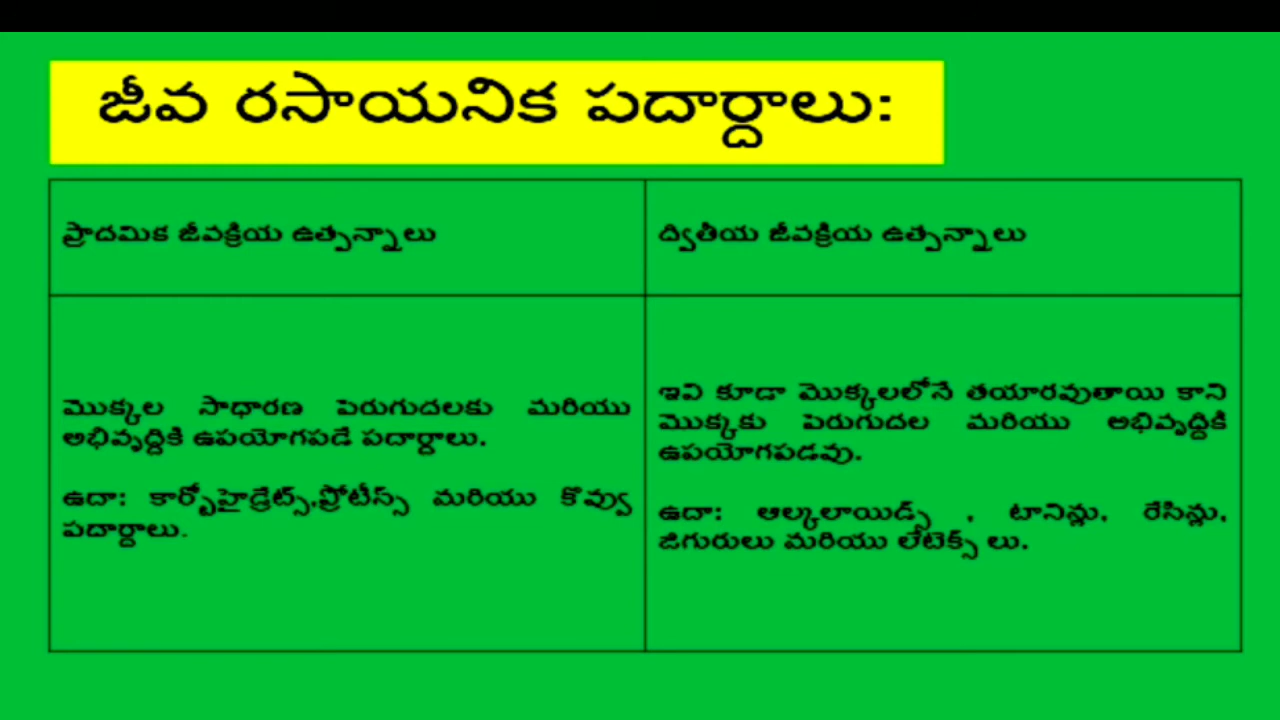 జీవ రసాయనిక పదార్దాలు:
ప్రాదమిక జీవక్రియ ఉత్పన్నాలు
ద్వితీయ జీవక్రియ ఉత్పన్నాలు
మొక్కల సాధారణ పెరుగుదలకు మరియు
అభివృద్దికి ఉపయోగపడే పదార్దాలు.
ఉదా: కార్బోహైడ్రేట్స్,ప్రోటీన్స్ మరియు కొవ్వు
పదార్దాలు.
ఇవి కూడా మొక్కలలోనే తయారవుతాయి కాని
మొక్కకు పెరుగుదల మరియు అభివృద్దికి
ఉపయోగపడవు.
ఉదా: ఆల్కలాయిడ్స్ , టానిన్లు, రేసిన్లు,
జిగురులు మరియు లేటెక్స్ లు.